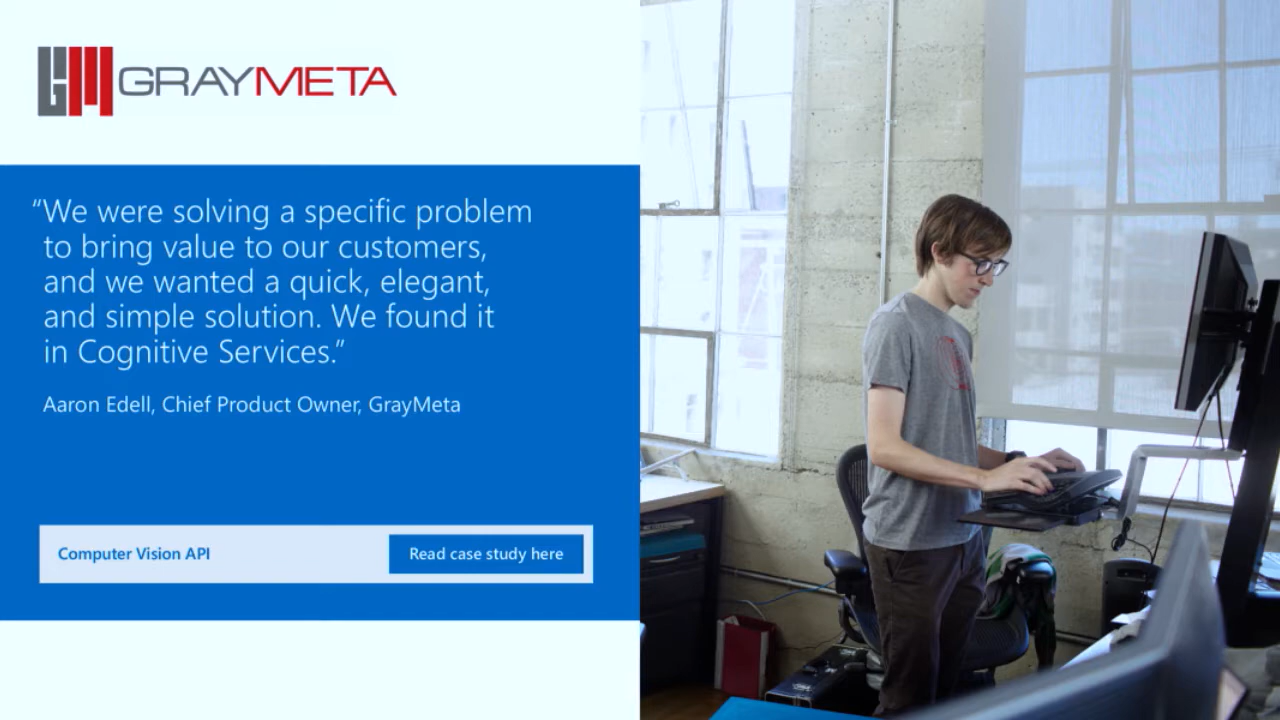 GRAYMETA
“We were solving a specific problem
to bring value to our customers,
and we wanted a quick, elegant,
and simple solution. We found it
in Cognitive Services.”
Aaron Edell, Chief Product Owner, GrayMeta
Computer Vision API
Read case study here